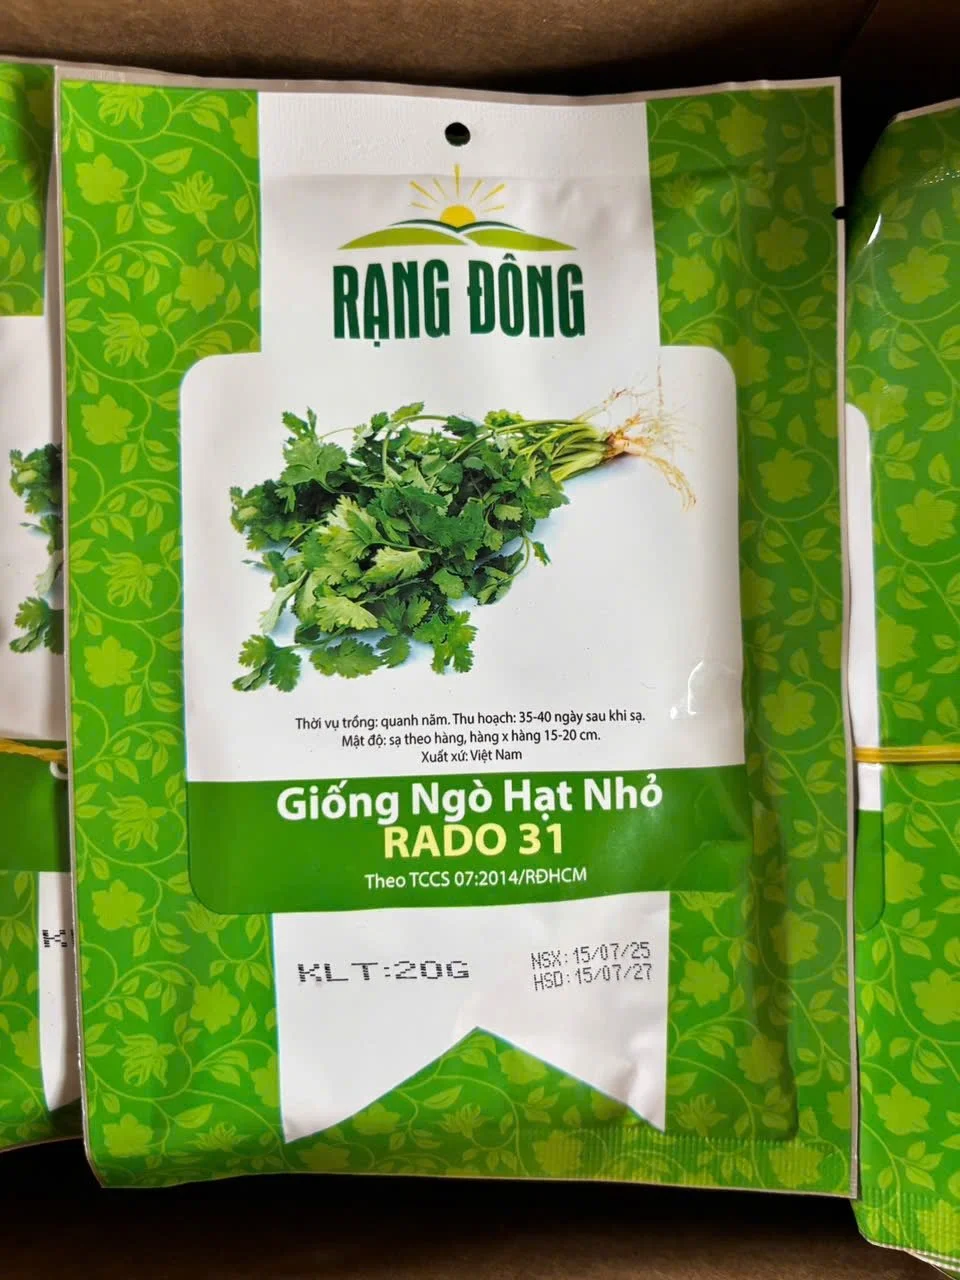 RẠNG ĐÔNG
Thời vụ trồng: quanh năm. Thu hoạch: 35-40 ngày sau khi sạ.
Mật độ: sạ theo hàng, hàng x hàng 15-20 cm.
Xuất xứ: Việt Nam
Giống Ngò Hạt Nhỏ
RADO 31
Theo TCCS 07:2014/RĐHCM
KLT:20G
NSX:15/07/25
HSD:15/07/27